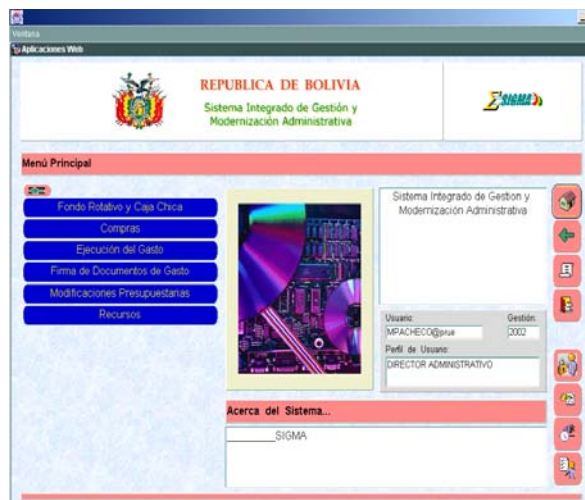 Ventana
Aplicaciones Web
REPUBLICA DE BOLIVIA
Sistema Integrado de Gestión y
Modernización Administrativa
SIGMA
Menú Principal
Fondo Rotativo y Caja Chica
Compras
Ejecución del Gasto
Firma de Documentos de Gasto
Modificaciones Presupuestarias
Recursos
Sistema Integrado de Gestion y
Modernización Administrativa
Usuario: Gestión:
MPACHECO@prue 2002
Perfil de Usuario:
DIRECTOR ADMINISTRATIVO
Acerca del Sistema...
________SIGMA